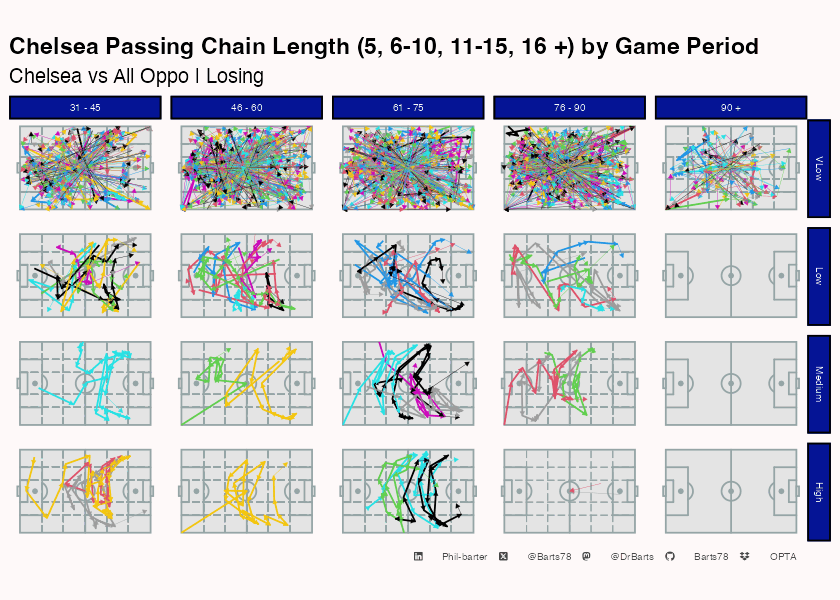 Chelsea Passing Chain Length (5, 6-10, 11-15, 16 +) by Game Period
Chelsea vs All Oppo I Losing
31 - 45
46 - 60
61 - 75
76 - 90
90 +
VLow
Low
Medium
High
Phil-barter @Barts78 @DrBarts Barts78 OPTA